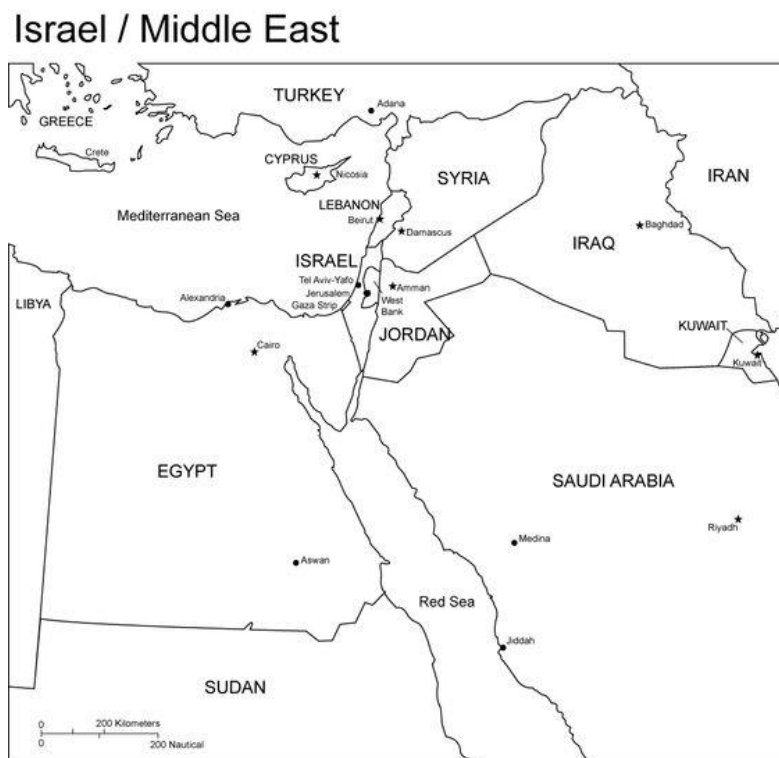 Israel / Middle East
TURKEY
Adana
GREECE
Crete
CYPRUS
Nicosia
SYRIA
IRAN
LEBANON
Mediterranean Sea
Beirut
Damascus
Baghdad
IRAQ
ISRAEL
Tel Aviv-Yafo
Jerusalem
Gaza Strip
Amman
West
Bank
LIBYA
Alexandria
JORDAN
KUWAIT
Kuwait
Cairo
EGYPT
SAUDI ARABIA
Riyadh
Medina
Aswan
Red Sea
Jiddah
SUDAN
0 200 Kilometers
0 200 Nautical